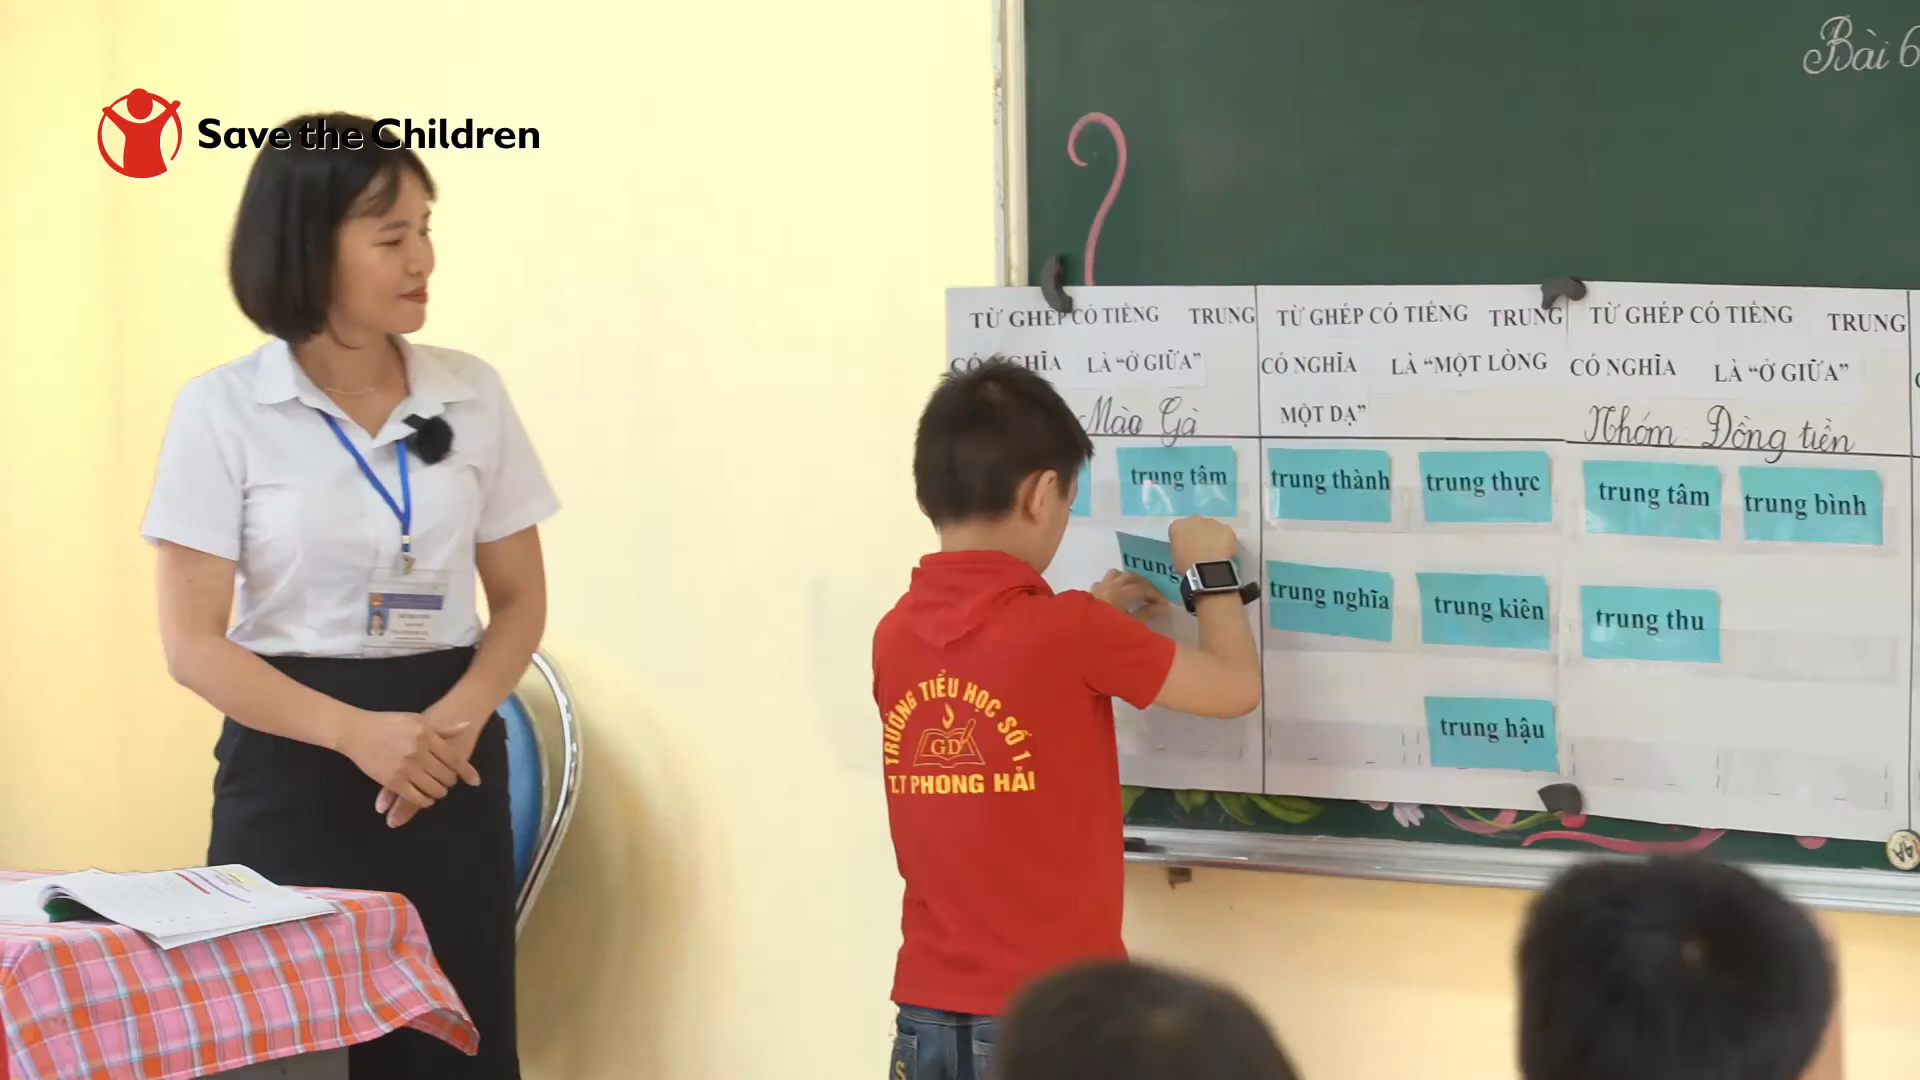 Save the Children
Bài 6
TỪ GHÉP CÓ TIẾNG TRUNG
CÓ NGHĨA LÀ “Ở GIỮA”
Mào Gà
trung tâm
trung
TỪ GHÉP CÓ TIẾNG TRUNG
CÓ NGHĨA LÀ “MỘT LÒNG
MỘT DẠ”
trung thành trung thực
trung nghĩa trung kiên
trung hậu
TỪ GHÉP CÓ TIẾNG TRUNG
CÓ NGHĨA LÀ “Ở GIỮA”
Nhóm Đồng tiền
trung tâm trung bình
trung thu
TRƯỜNG TIỂU HỌC SỐ 1
GD
T.T PHONG HẢI